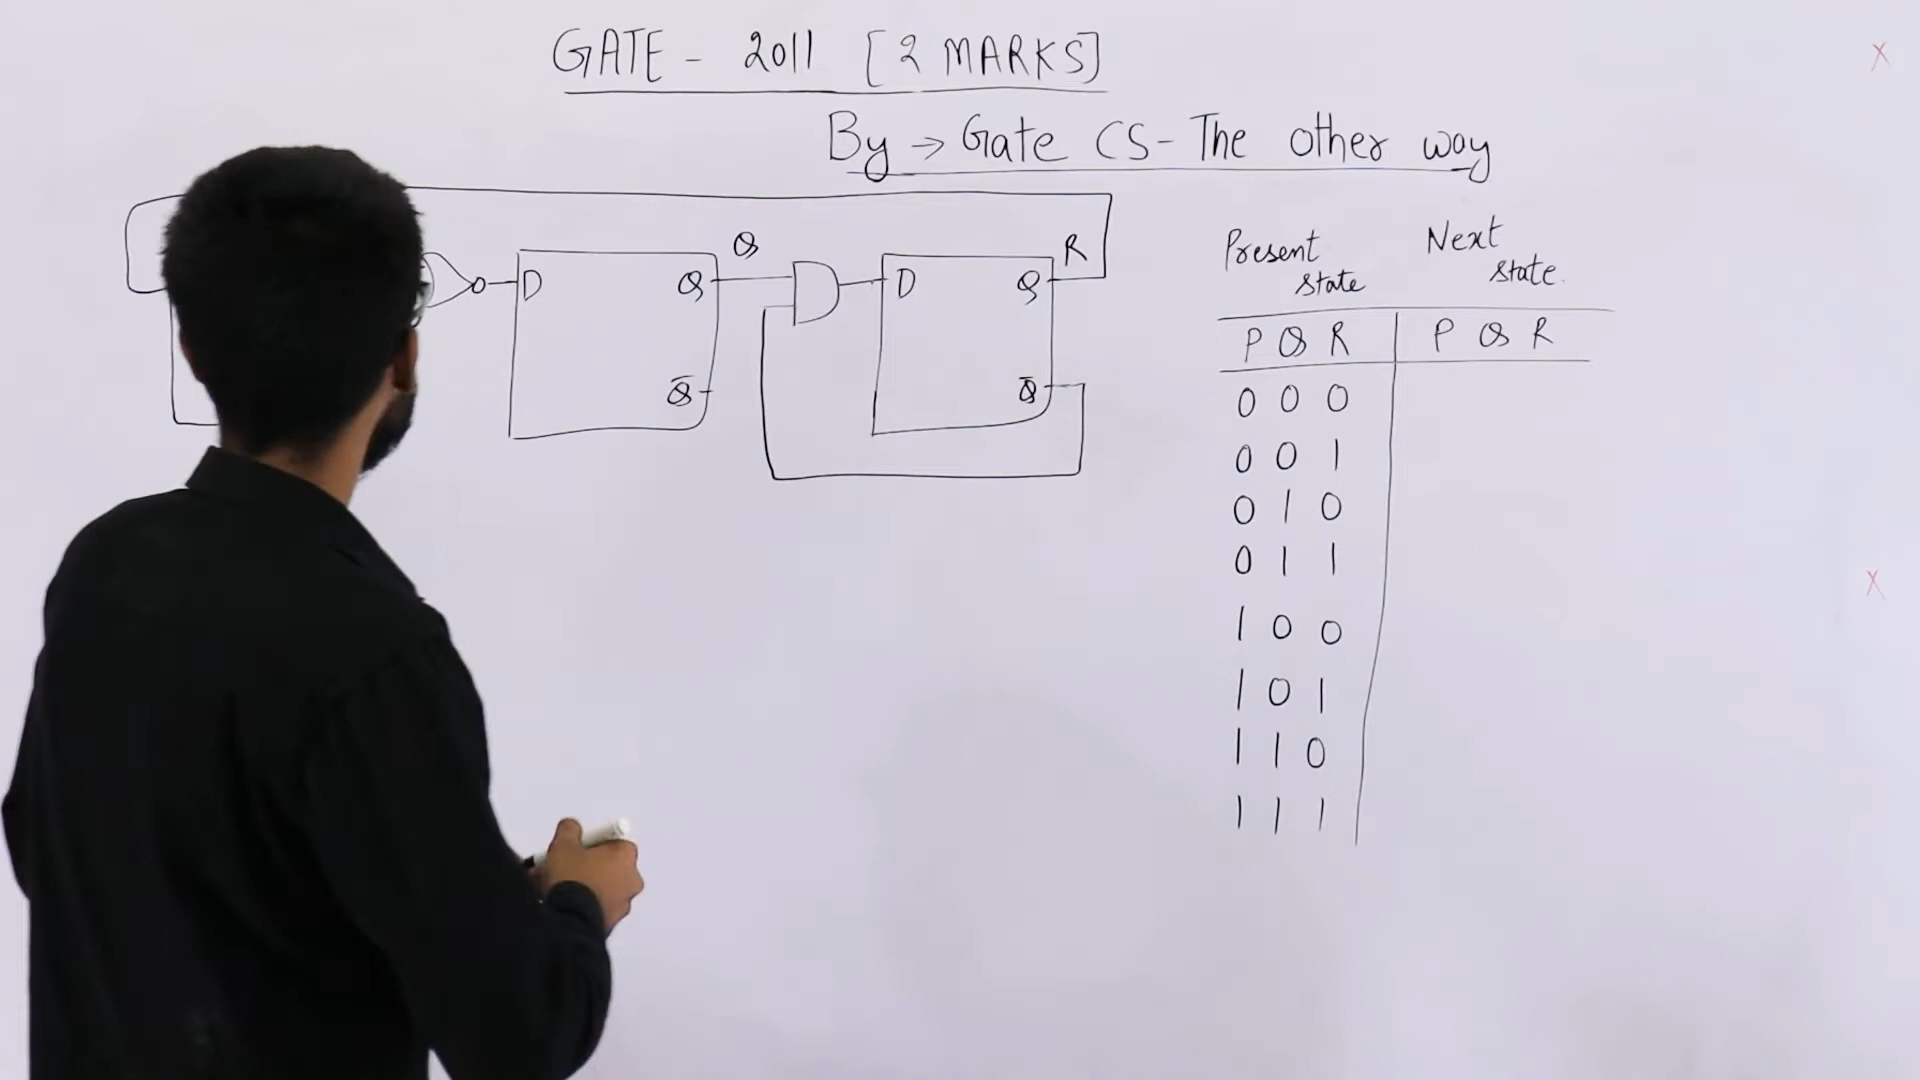 GATE - 2011 [2 MARKS]
By → Gate CS - The other way
Q
R
D Q
Q̅
D Q
Q̅
Present state
Next state.
P Q R | P Q R
0 0 0
0 0 1
0 1 0
0 1 1
1 0 0
1 0 1
1 1 0
1 1 1
X
X